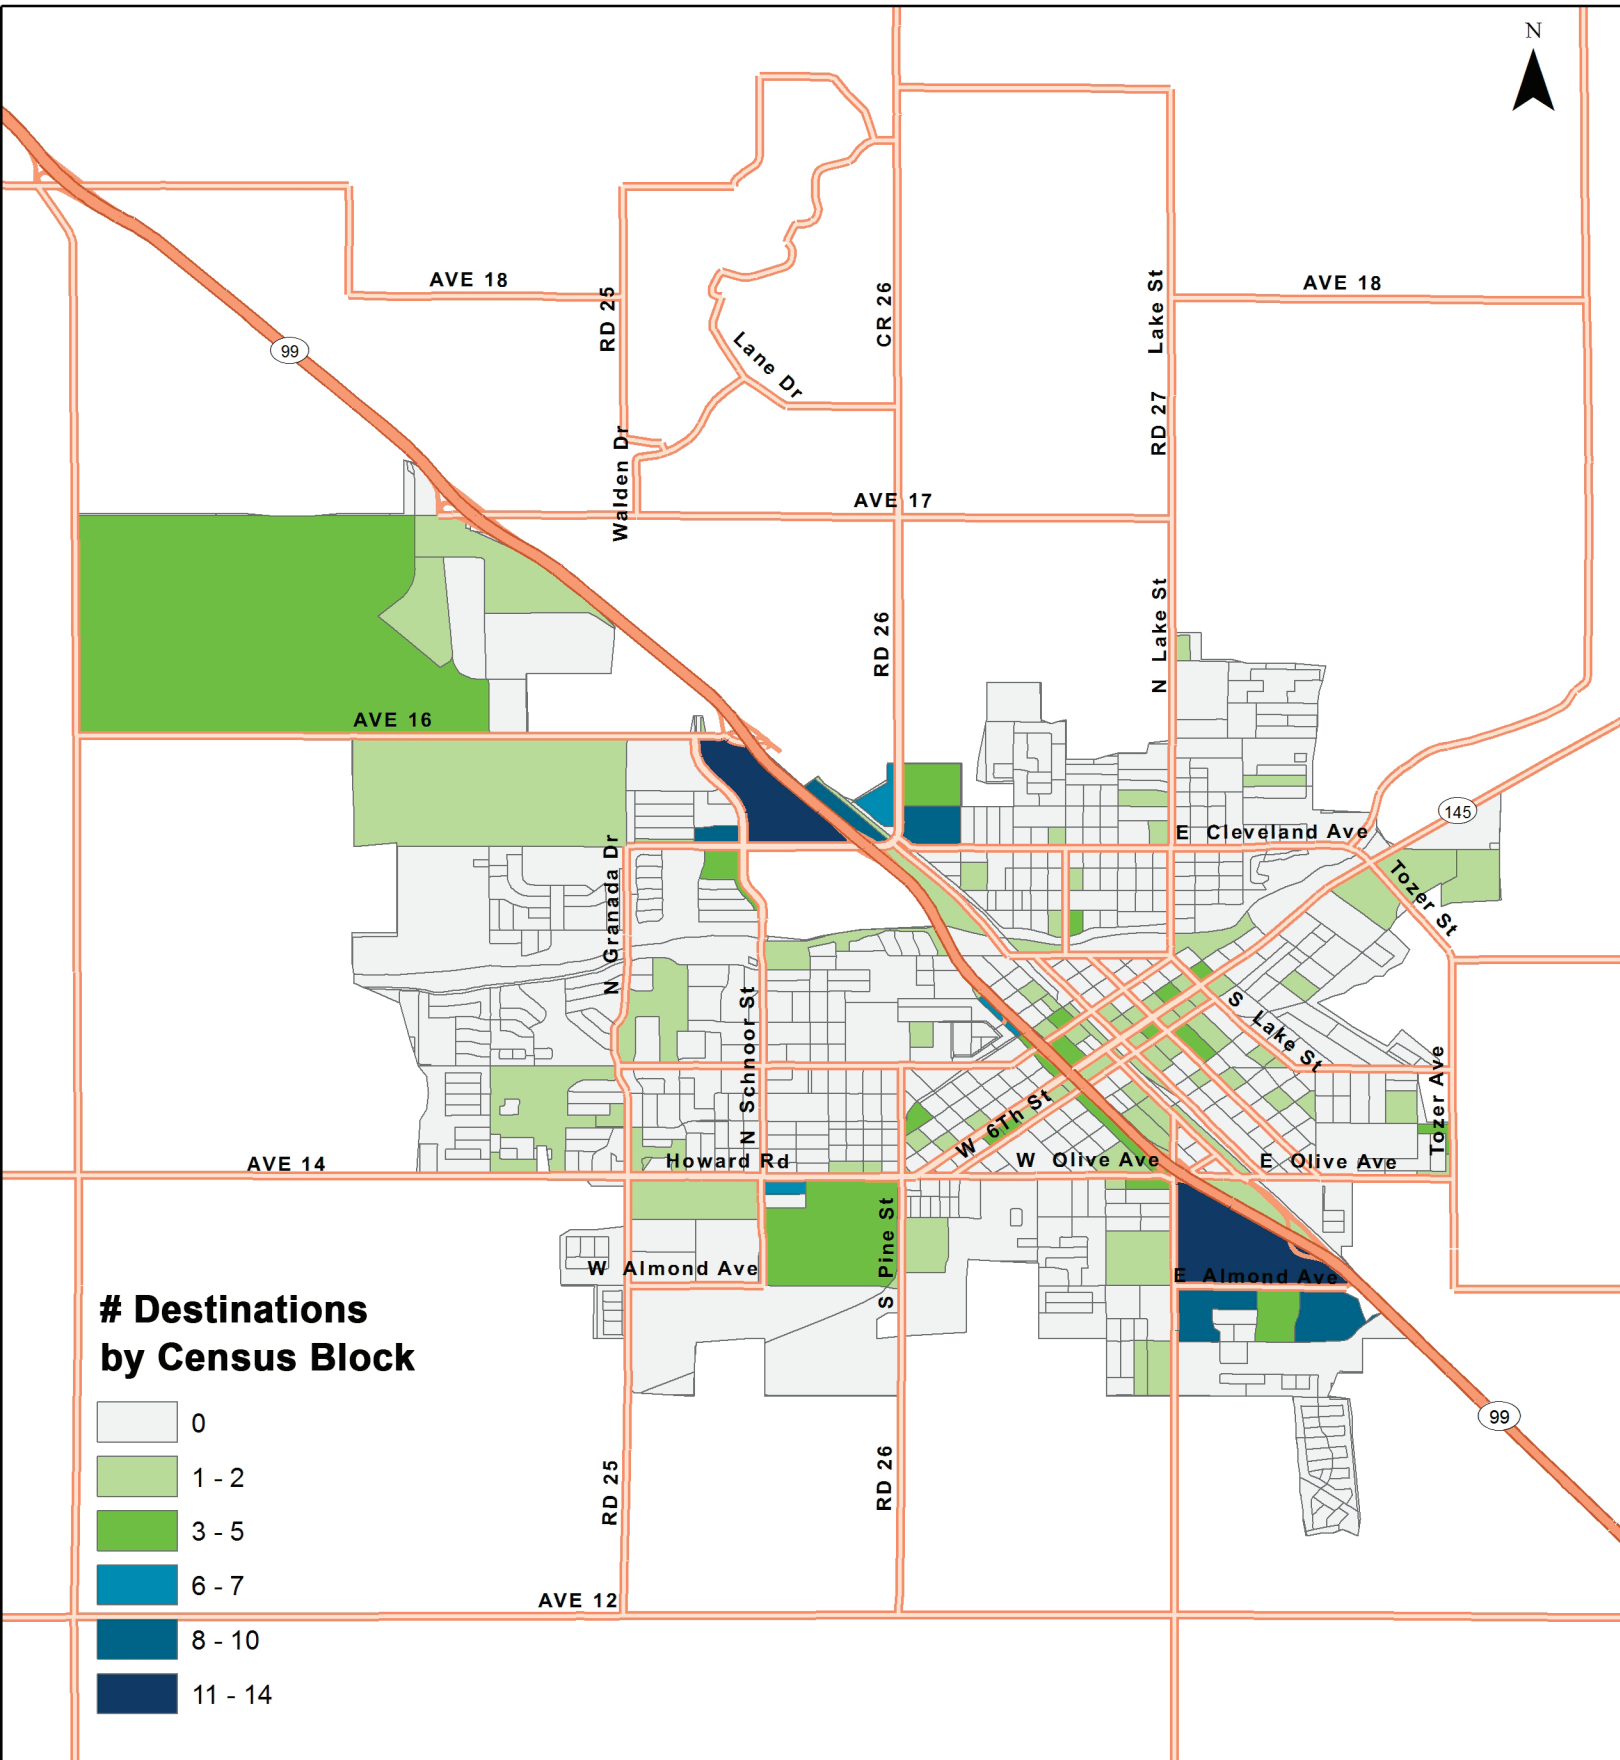 N
AVE 18
AVE 18
RD 25
CR 26
Lake St
99
Lane Dr
RD 27
Walden Dr
AVE 17
N Lake St
RD 26
AVE 16
145
E Cleveland Ave
Tozer St
N Granada Dr
N Schnoor St
S Lake St
Tozer Ave
W 6Th St
AVE 14
Howard Rd
W Olive Ave
E Olive Ave
S Pine St
W Almond Ave
E Almond Ave
# Destinations
by Census Block
0
1 - 2
3 - 5
6 - 7
8 - 10
11 - 14
99
RD 25
RD 26
AVE 12